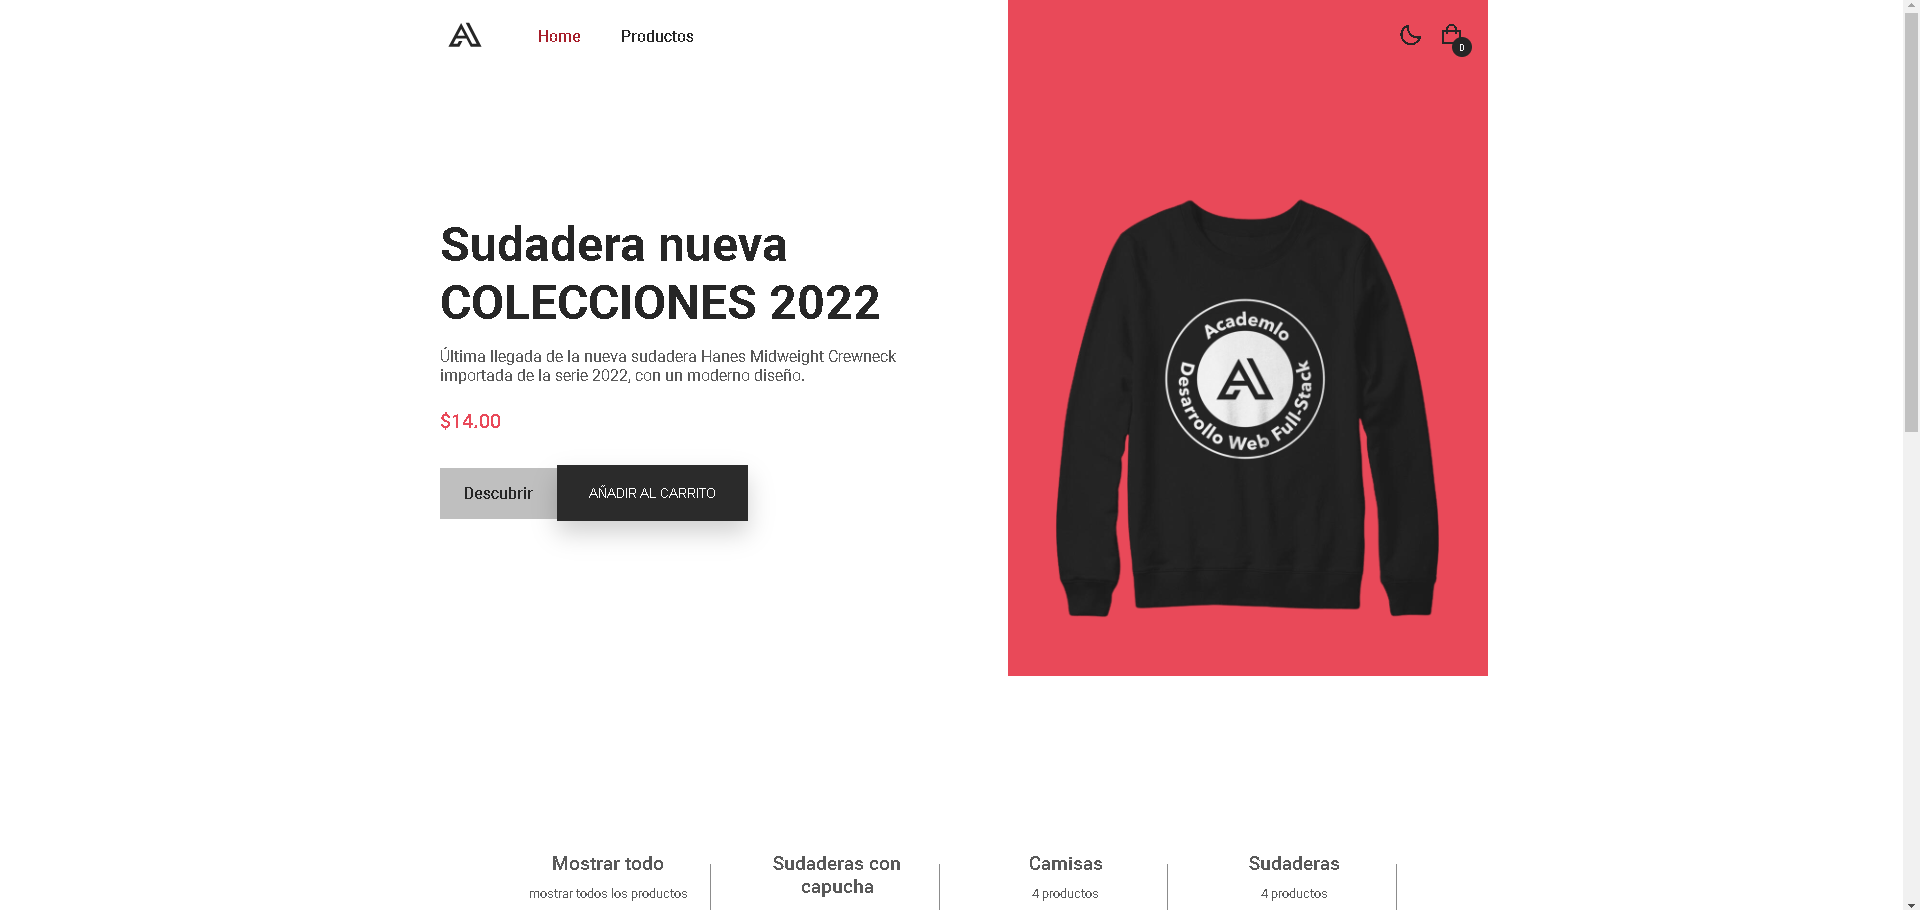 Home
Productos
0
Sudadera nueva
COLECCIONES 2022
Última llegada de la nueva sudadera Hanes Midweight Crewneck
importada de la serie 2022, con un moderno diseño.
$14.00
Descubrir
AÑADIR AL CARRITO
Academlo
Desarrollo Web Full-Stack
Mostrar todo
mostrar todos los productos
Sudaderas con
capucha
Camisas
4 productos
Sudaderas
4 productos